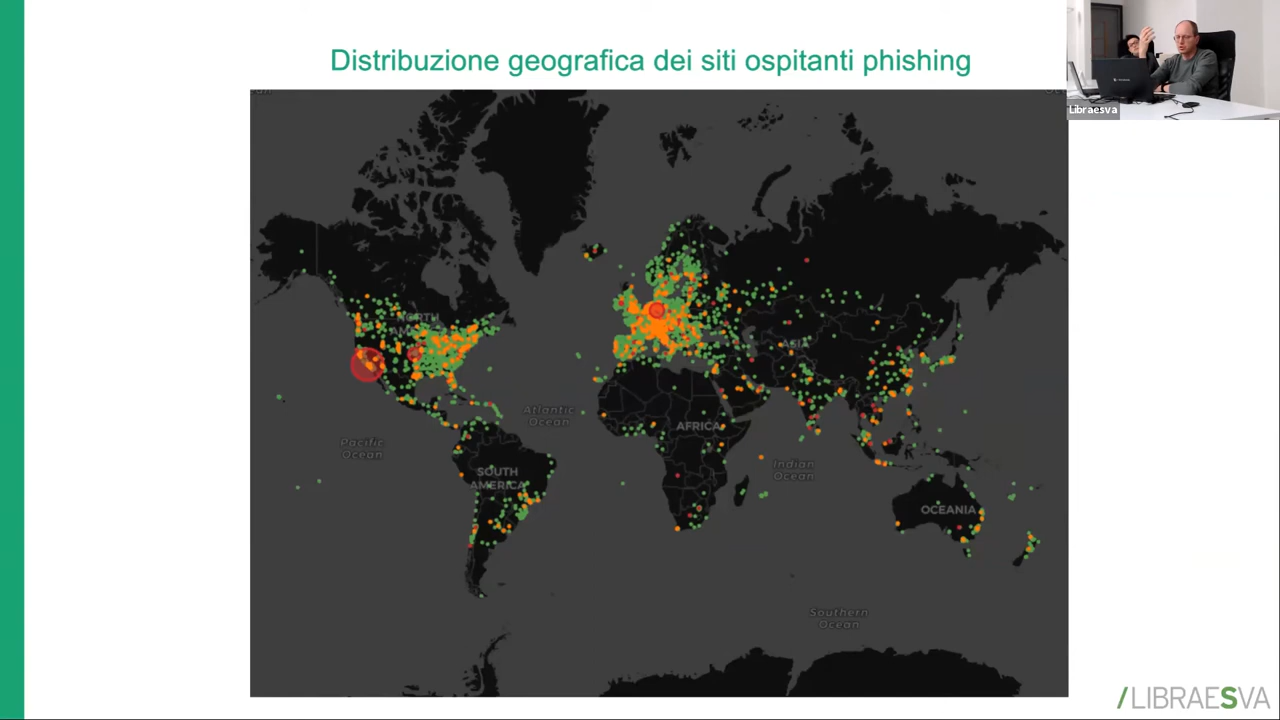 Distribuzione geografica dei siti ospitanti phishing
Libraesva
NORTH
AMERICA
ASIA
Atlantic
Ocean
AFRICA
Pacific
Ocean
Indian
Ocean
SOUTH
AMERICA
OCEANIA
Southern
Ocean
/LIBRAESVA